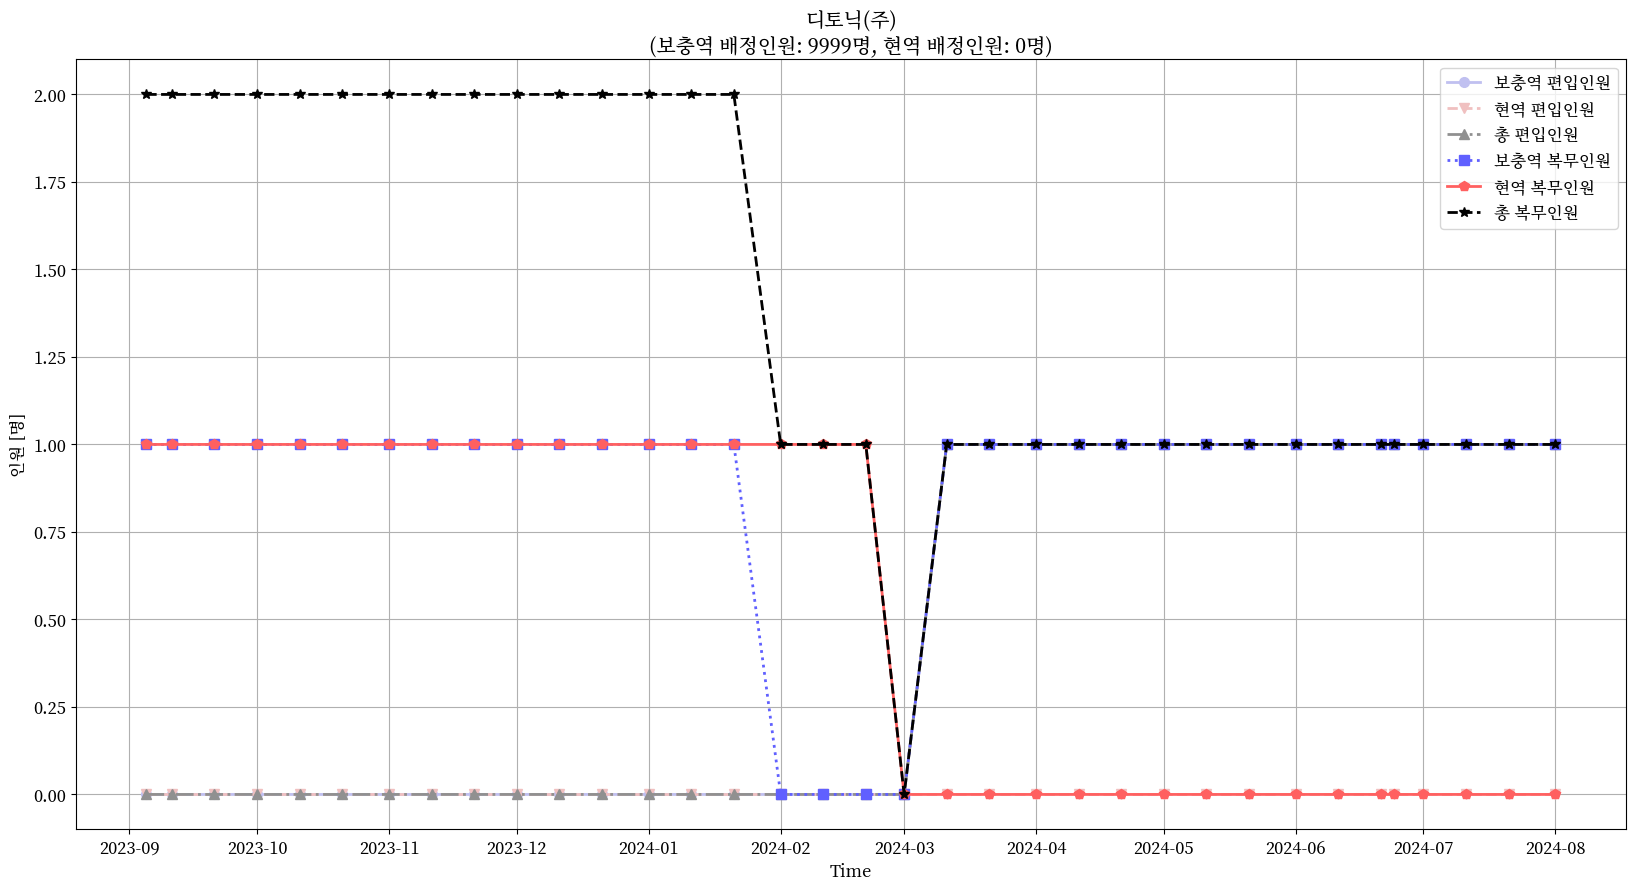 디토닉(주)
(보충역 배정인원: 9999명, 현역 배정인원: 0명)
보충역 편입인원
현역 편입인원
총 편입인원
보충역 복무인원
현역 복무인원
총 복무인원
2.00
1.75
1.50
1.25
1.00
0.75
0.50
0.25
0.00
인원 [명]
2023-09 2023-10 2023-11 2023-12 2024-01 2024-02 2024-03 2024-04 2024-05 2024-06 2024-07 2024-08
Time